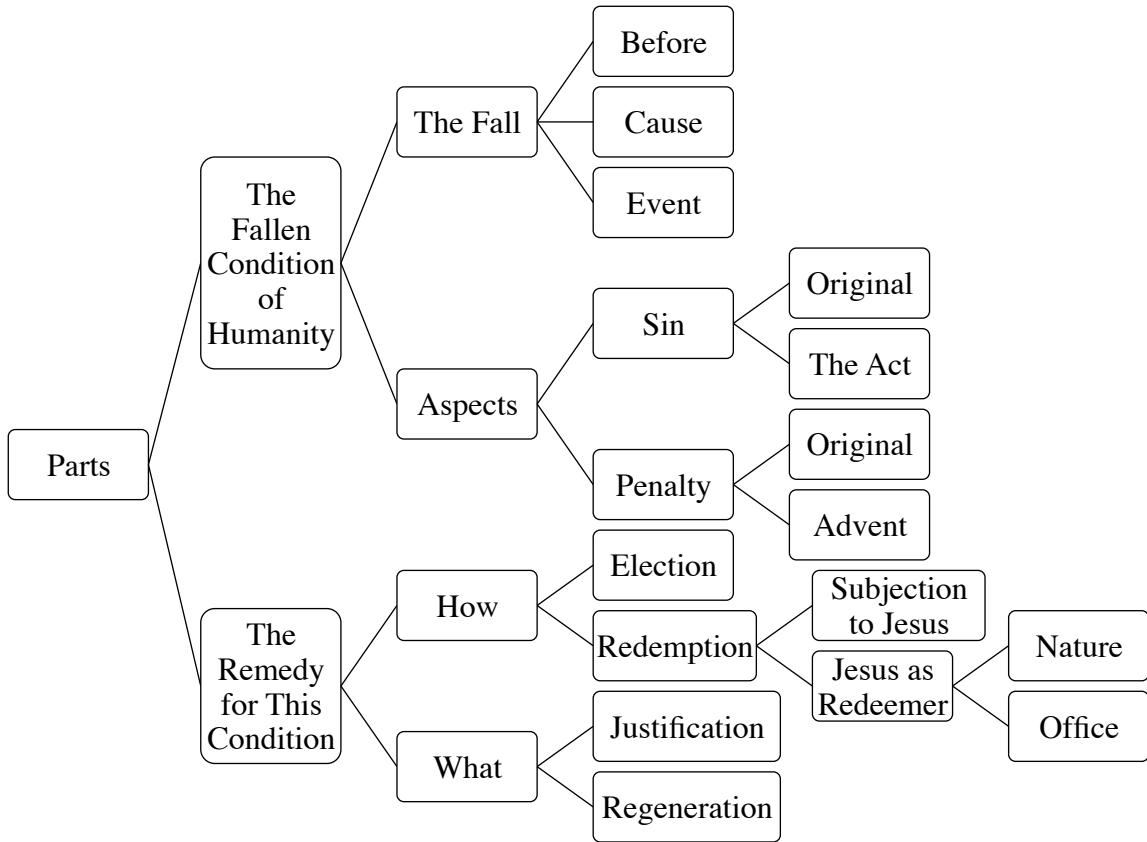 Before
The Fall
Cause
Event
The
Fallen
Condition
of
Humanity
Original
Sin
The Act
Aspects
Original
Penalty
Advent
Parts
Election
How
Subjection
to Jesus
Redemption
Jesus as
Redeemer
Nature
Office
The
Remedy
for This
Condition
Justification
What
Regeneration